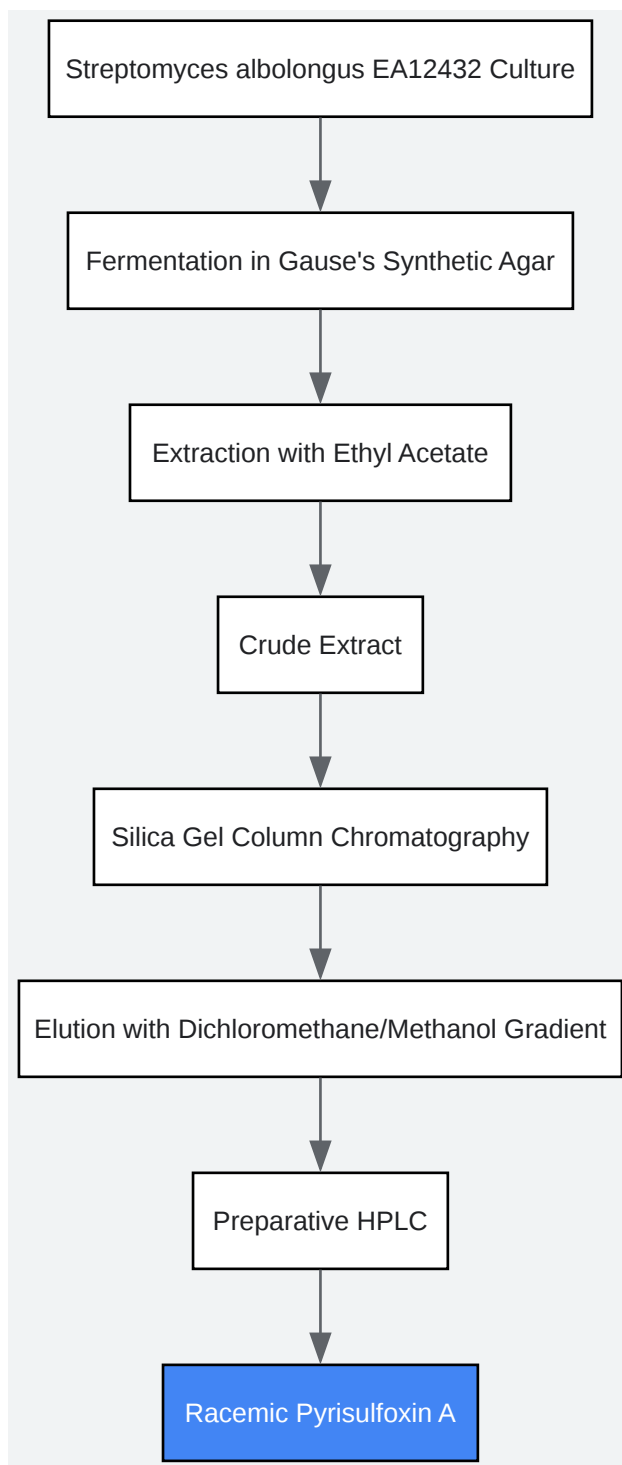 Streptomyces albolongus EA12432 Culture
Fermentation in Gause's Synthetic Agar
Extraction with Ethyl Acetate
Crude Extract
Silica Gel Column Chromatography
Elution with Dichloromethane/Methanol Gradient
Preparative HPLC
Racemic Pyrisulfoxin A